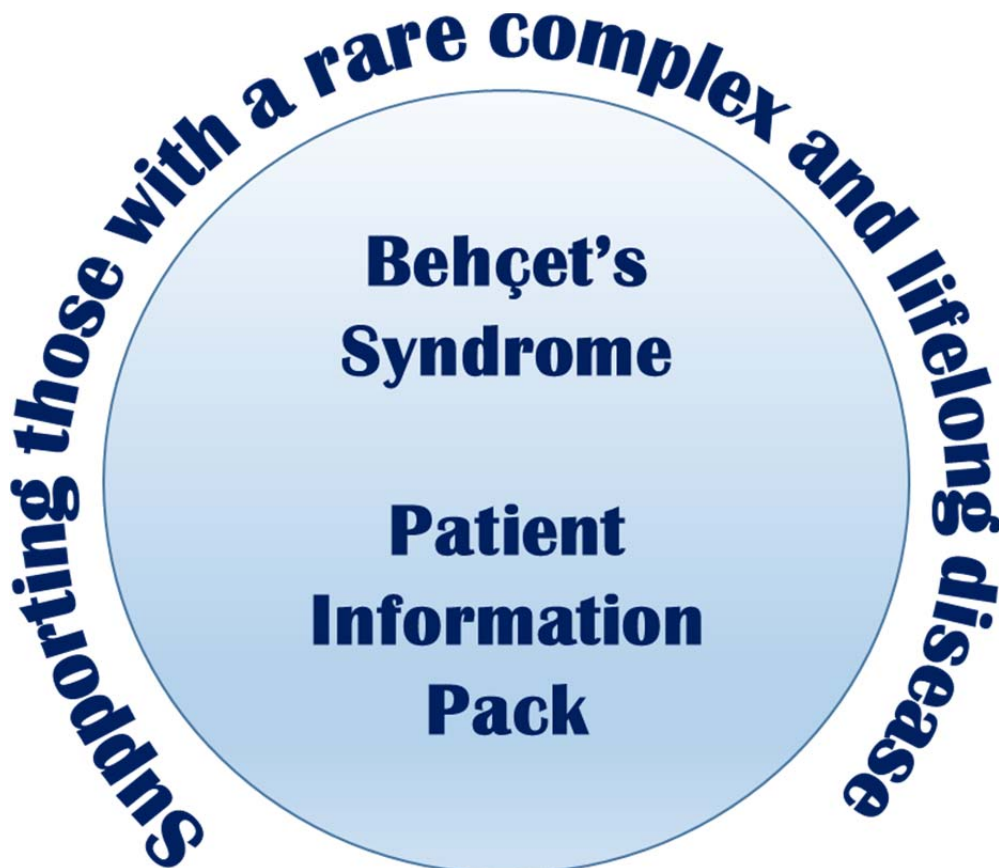 Supporting those with a rare complex and lifelong disease
Behçet's
Syndrome
Patient
Information
Pack